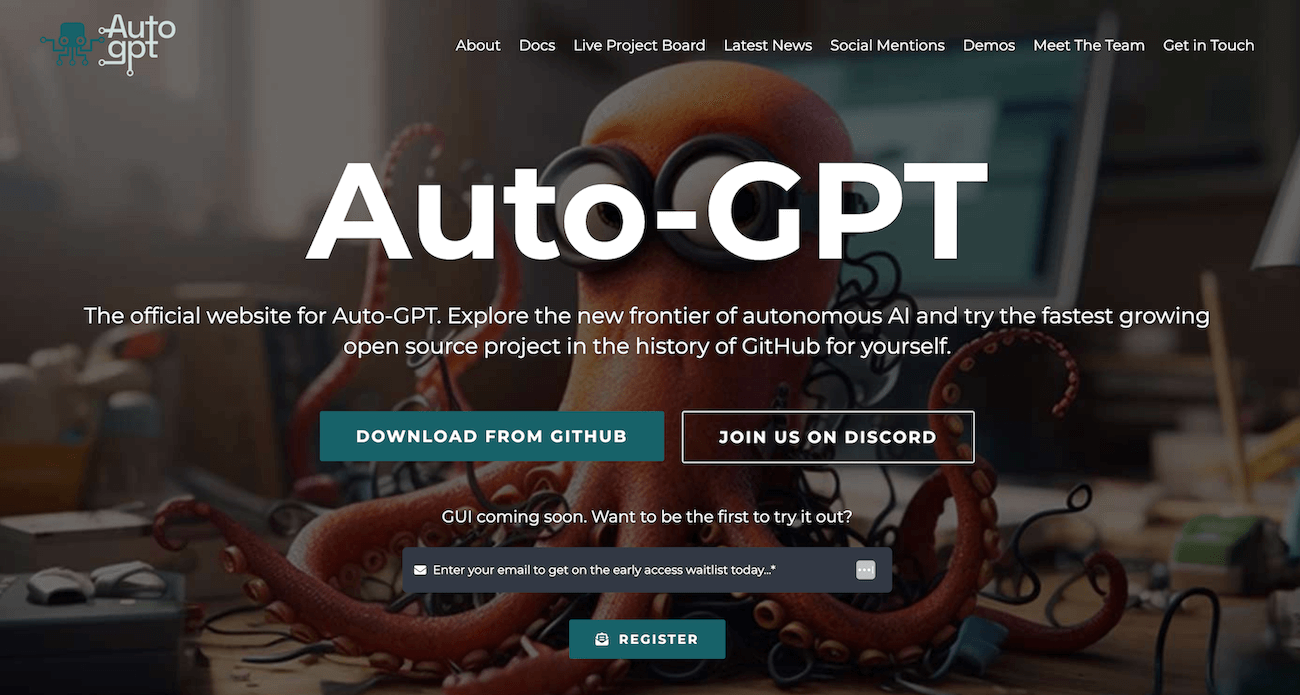 Auto
gpt
About Docs Live Project Board Latest News Social Mentions Demos Meet The Team Get in Touch
Auto-GPT
The official website for Auto-GPT. Explore the new frontier of autonomous AI and try the fastest growing
open source project in the history of GitHub for yourself.
DOWNLOAD FROM GITHUB JOIN US ON DISCORD
GUI coming soon. Want to be the first to try it out?
Enter your email to get on the early access waitlist today...*
REGISTER